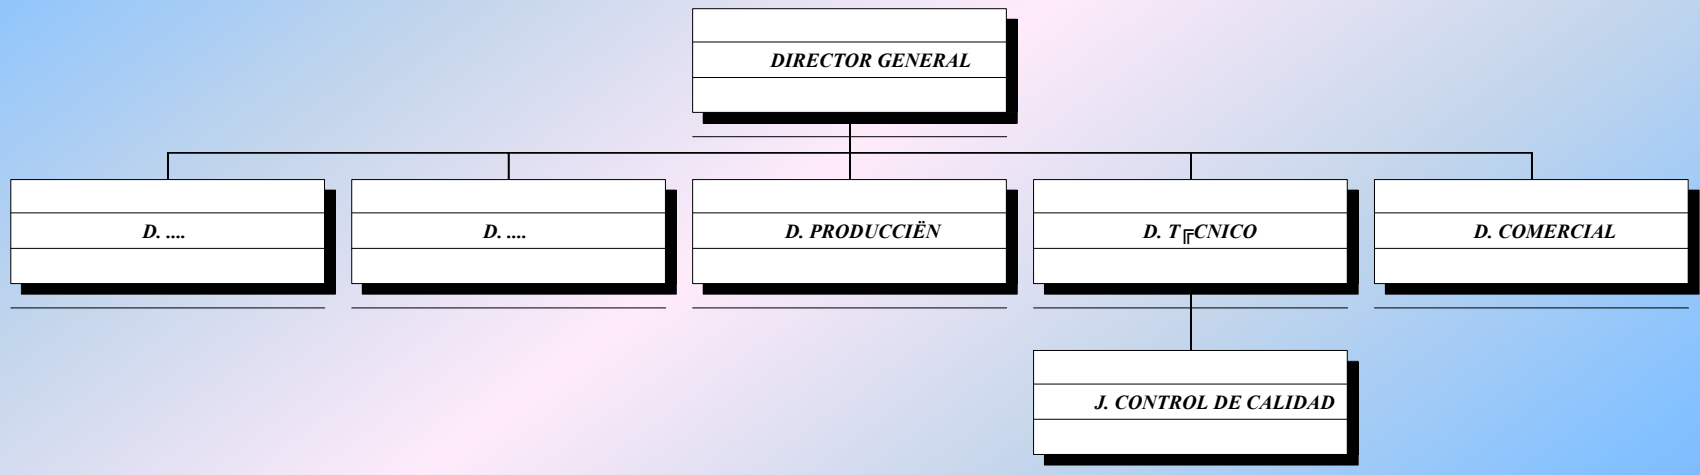 DIRECTOR GENERAL
D. ....
D. ....
D. PRODUCCIËN
D. T╔CNICO
D. COMERCIAL
J. CONTROL DE CALIDAD